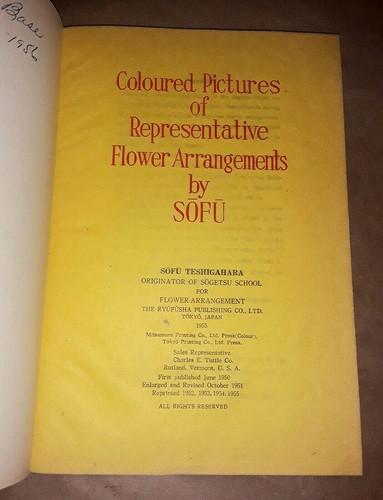 Base
1956
Coloured Pictures
of
Representative
Flower Arrangements
by
SŌFŪ
SŌFŪ TESHIGAHARA
ORIGINATOR OF SŌGETSU SCHOOL
FOR
FLOWER-ARRANGEMENT
THE RYŪFŪSHA PUBLISHING CO., LTD.
TŌKYŌ, JAPAN
1955
Mitsumura Printing Co., Ltd. Press(Colour),
Tōkyō Printing Co., Ltd. Press.
Sales Representative
Charles E. Tuttle Co.
Rutland, Vermont, U. S. A.
First published June 1950
Enlarged and Revised October 1951
Reprinted 1952, 1953, 1954, 1955
ALL RIGHTS RESERVED